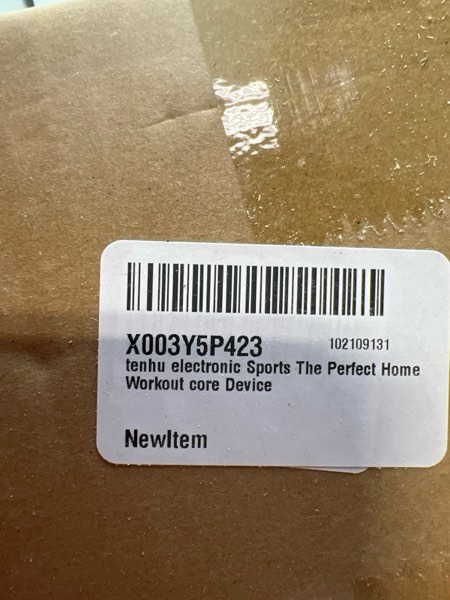 X003Y5P423 102109131
tenhu electronic Sports The Perfect Home
Workout core Device
NewItem